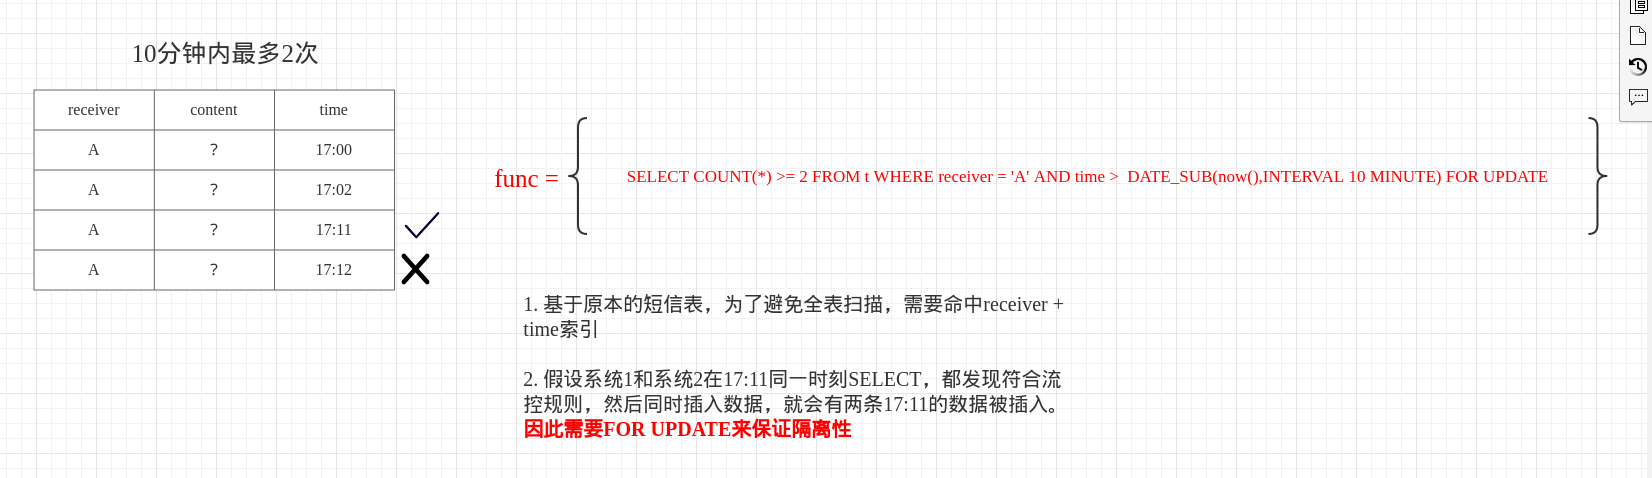 10分钟内最多2次
receiver content time
A ? 17:00
A ? 17:02
A ? 17:11
A ? 17:12
func =
SELECT COUNT(*) >= 2 FROM t WHERE receiver = 'A' AND time > DATE_SUB(now(),INTERVAL 10 MINUTE) FOR UPDATE
1. 基于原本的短信表，为了避免全表扫描，需要命中receiver +
time索引
2. 假设系统1和系统2在17:11同一时刻SELECT，都发现符合流
控规则，然后同时插入数据，就会有两条17:11的数据被插入。
因此需要FOR UPDATE来保证隔离性